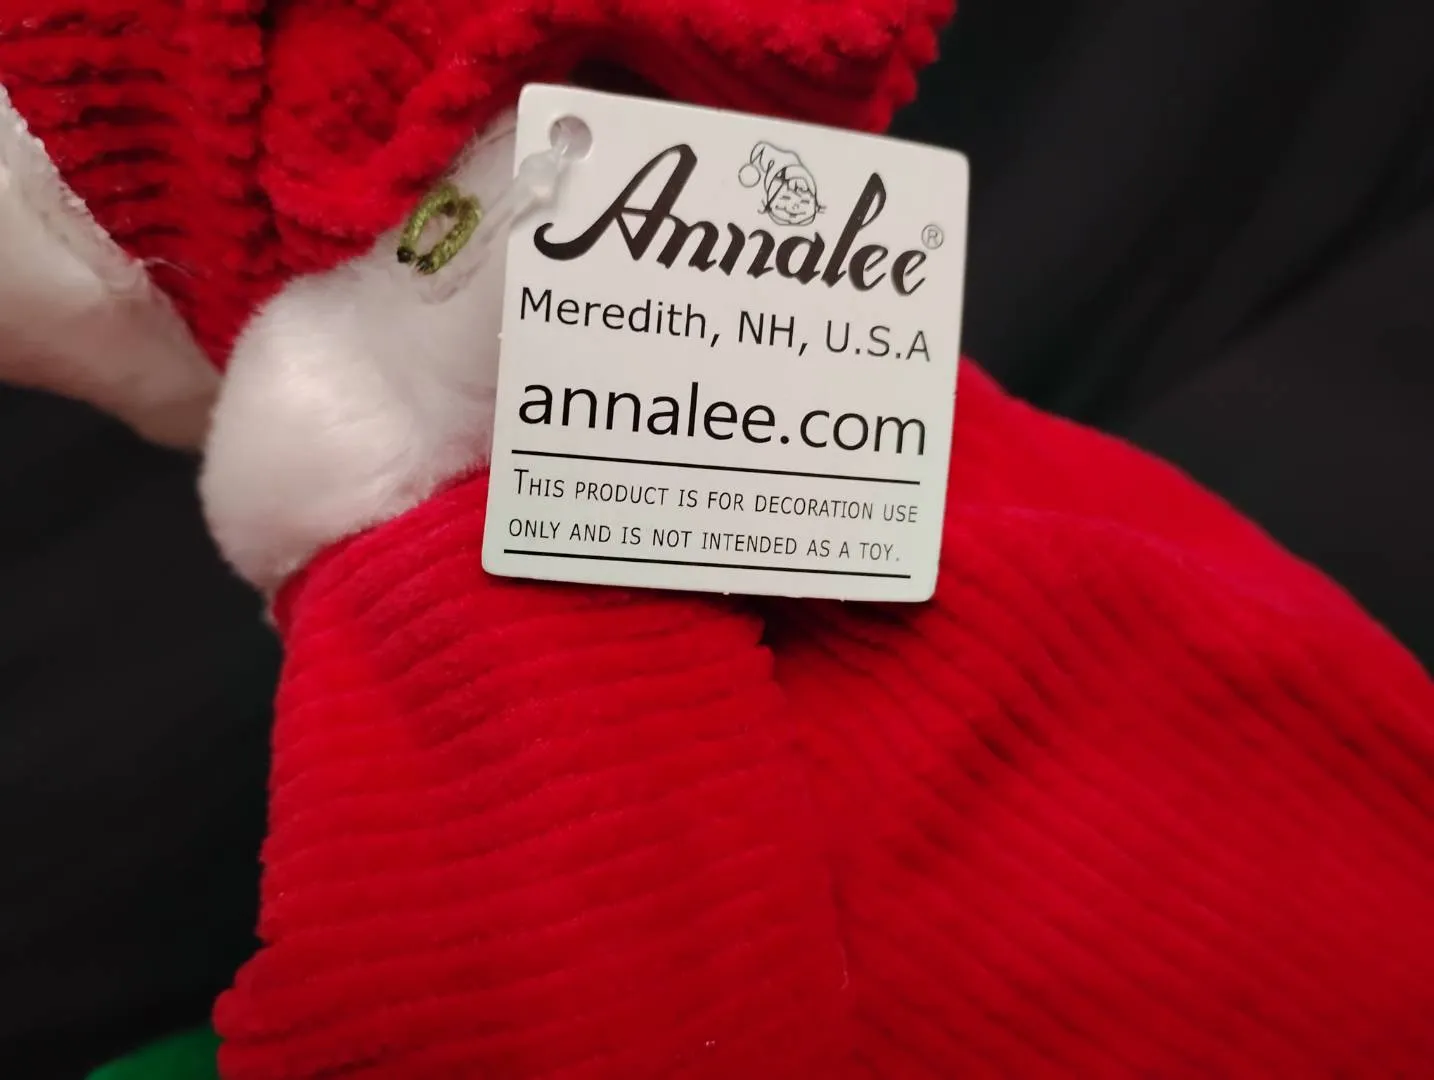 Annalee®
Meredith, NH, U.S.A
annalee.com
THIS PRODUCT IS FOR DECORATION USE
ONLY AND IS NOT INTENDED AS A TOY.